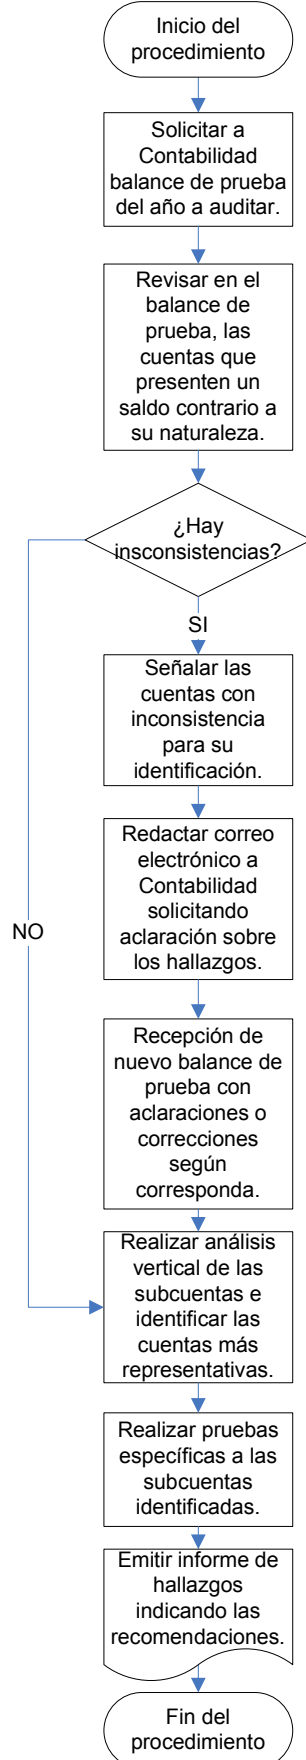 Inicio del
procedimiento
Solicitar a
Contabilidad
balance de prueba
del año a auditar.
Revisar en el
balance de
prueba, las
cuentas que
presenten un
saldo contrario a
su naturaleza.
¿Hay
insconsistencias?
SI
Señalar las
cuentas con
inconsistencia
para su
identificación.
Redactar correo
electrónico a
Contabilidad
solicitando
aclaración sobre
los hallazgos.
NO
Recepción de
nuevo balance de
prueba con
aclaraciones o
correcciones
según
corresponda.
Realizar análisis
vertical de las
subcuentas e
identificar las
cuentas más
representativas.
Realizar pruebas
específicas a las
subcuentas
identificadas.
Emitir informe de
hallazgos
indicando las
recomendaciones.
Fin del
procedimiento